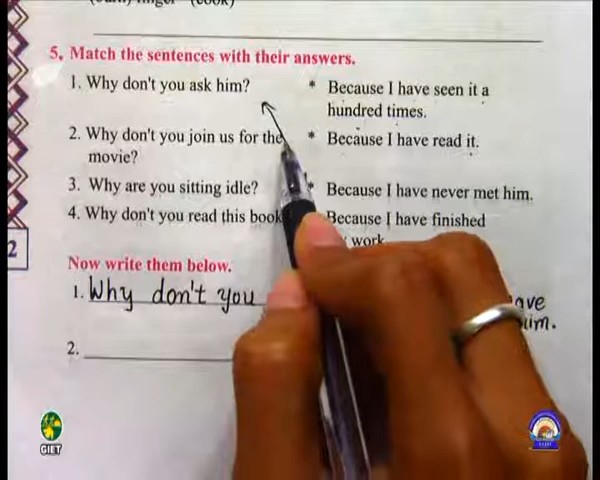 finger (cook)
5. Match the sentences with their answers.
1. Why don't you ask him? * Because I have seen it a
hundred times.
2. Why don't you join us for the * Because I have read it.
movie?
3. Why are you sitting idle? * Because I have never met him.
4. Why don't you read this book Because I have finished
work
2
Now write them below.
1. Why don't you
him.
2.
GIET